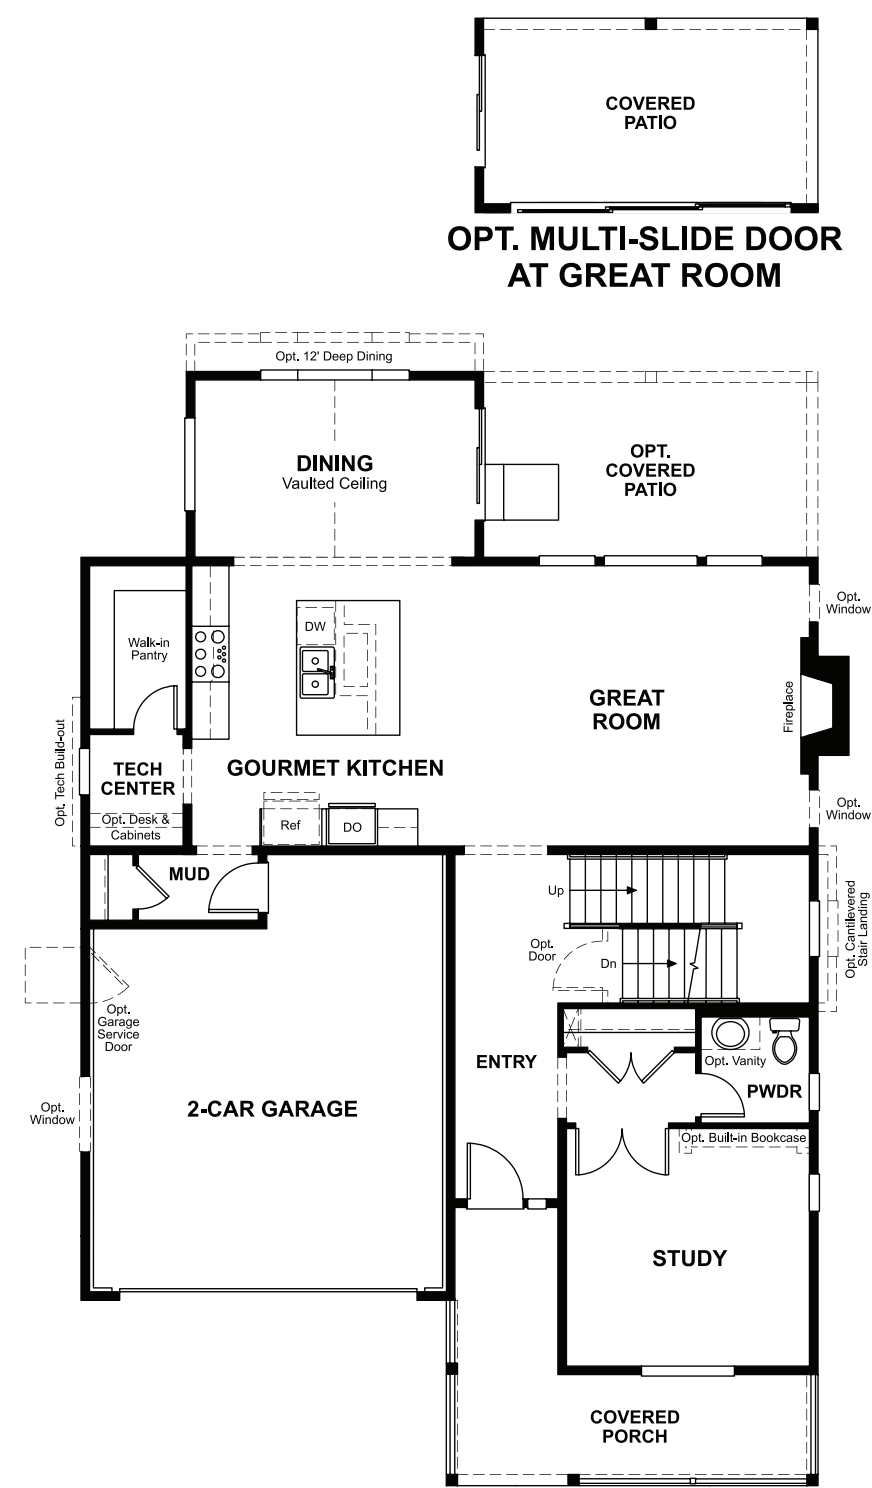 COVERED
PATIO
OPT. MULTI-SLIDE DOOR
AT GREAT ROOM
Opt. 12' Deep Dining
DINING
Vaulted Ceiling
OPT.
COVERED
PATIO
Opt.
Window
DW
Walk-in
Pantry
Fireplace
GREAT
ROOM
Opt. Tech Build-out
TECH
CENTER
GOURMET KITCHEN
Opt. Desk &
Cabinets
Ref
DO
Opt.
Window
MUD
Up
Opt. Cantilevered
Stair Landing
Opt.
Door
Dn
Opt.
Garage
Service
Door
ENTRY
Opt. Vanity
PWDR
Opt.
Window
2-CAR GARAGE
Opt. Built-in Bookcase
STUDY
COVERED
PORCH